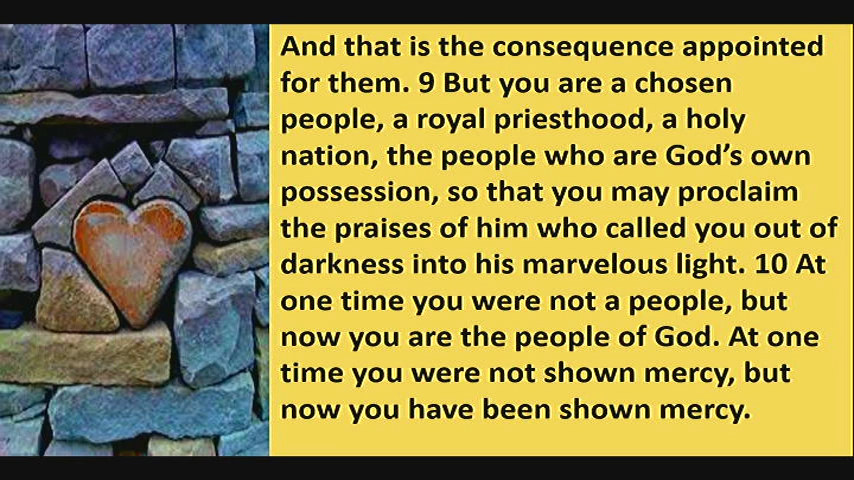 And that is the consequence appointed
for them. 9 But you are a chosen
people, a royal priesthood, a holy
nation, the people who are God’s own
possession, so that you may proclaim
the praises of him who called you out of
darkness into his marvelous light. 10 At
one time you were not a people, but
now you are the people of God. At one
time you were not shown mercy, but
now you have been shown mercy.